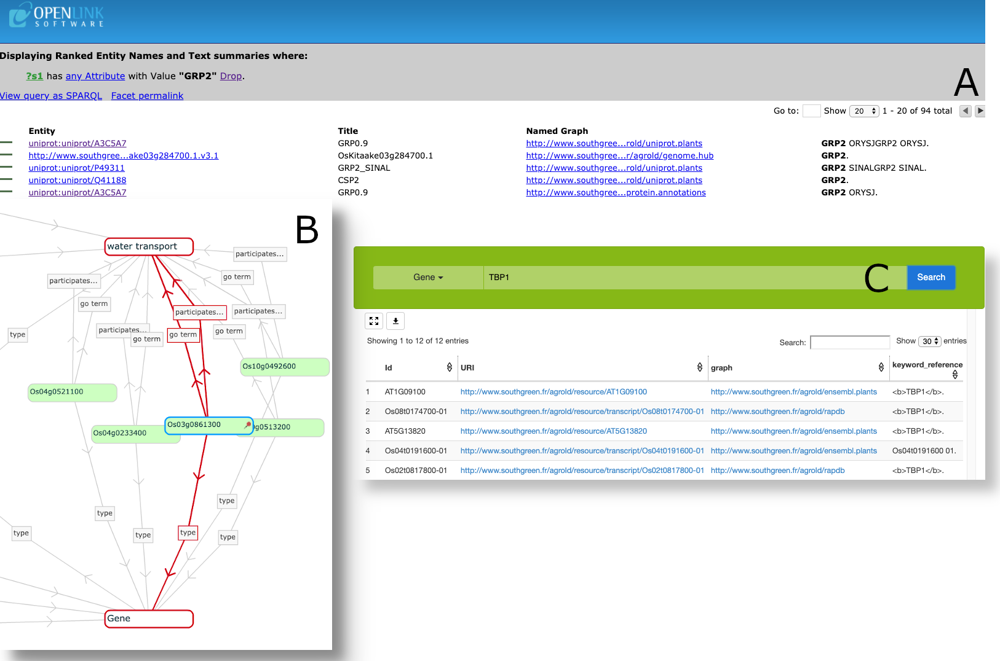 OPENLINK
SOFTWARE
Displaying Ranked Entity Names and Text summaries where:
?s1 has any Attribute with Value "GRP2" Drop.
View query as SPARQL Facet permalink
A
Go to: Show 20 1 - 20 of 94 total
Entity Title Named Graph
uniprot:uniprot/A3C5A7 GRP0.9 http://www.southgree...rold/uniprot.plants GRP2 ORYSJGRP2 ORYSJ.
http://www.southgree...ake03g284700.1.v3.1 OsKitaake03g284700.1 http://www.southgree...r/agrold/genome.hub GRP2.
uniprot:uniprot/P49311 GRP2_SINAL http://www.southgree...rold/uniprot.plants GRP2 SINALGRP2 SINAL.
uniprot:uniprot/Q41188 CSP2 http://www.southgree...rold/uniprot.plants GRP2.
uniprot:uniprot/A3C5A7 GRP0.9 http://www.southgree...protein.annotations GRP2 ORYSJ.
B
water transport
participates...
participates...
go term
go term
participates... participates...
participates...
go term
go term
go term
type
Os10g0492600
Os04g0521100
Os03g0861300
g0513200
Os04g0233400
type
type
type
type
type
type
Gene
C
Gene TBP1 Search
Showing 1 to 12 of 12 entries Search: Show 30 entries
Id URI graph keyword_reference
1 AT1G09100 http://www.southgreen.fr/agrold/resource/AT1G09100 http://www.southgreen.fr/agrold/ensembl.plants <b>TBP1</b>.
2 Os08t0174700-01 http://www.southgreen.fr/agrold/resource/transcript/Os08t0174700-01 http://www.southgreen.fr/agrold/rapdb <b>TBP1</b>.
3 AT5G13820 http://www.southgreen.fr/agrold/resource/AT5G13820 http://www.southgreen.fr/agrold/ensembl.plants <b>TBP1</b>.
4 Os04t0191600-01 http://www.southgreen.fr/agrold/resource/transcript/Os04t0191600-01 http://www.southgreen.fr/agrold/ensembl.plants Os04t0191600 01.
5 Os02t0817800-01 http://www.southgreen.fr/agrold/resource/transcript/Os02t0817800-01 http://www.southgreen.fr/agrold/rapdb <b>TBP1</b>.